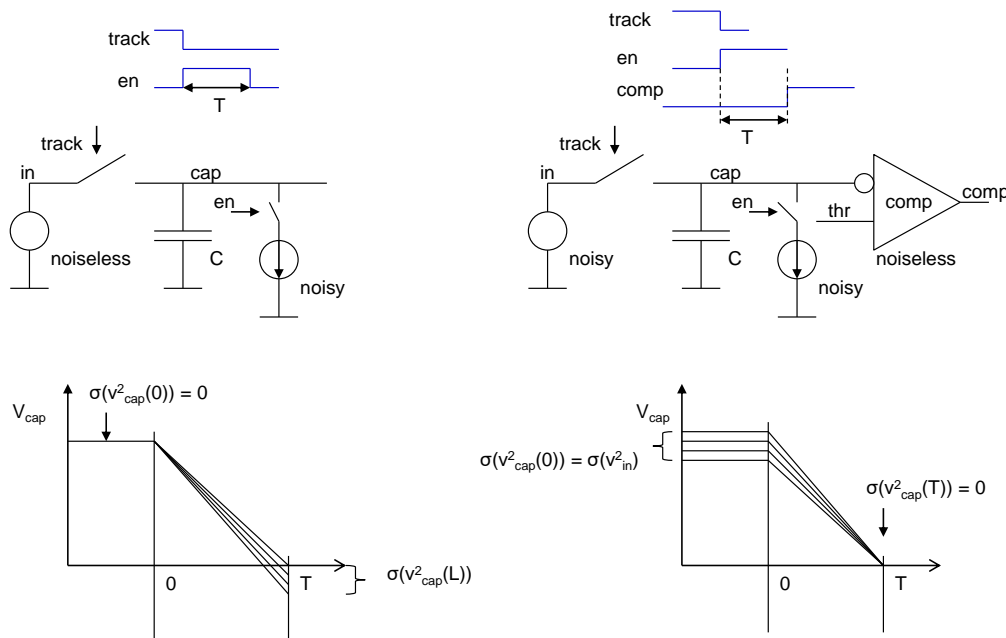 track
en
T
track
in
cap
en
noiseless
C
noisy
track
en
comp
T
track
in
cap
en
thr
comp
comp
noiseless
C
noiseless
noisy
V_cap
σ(v²_cap(0)) = 0
0
T
σ(v²_cap(L))
V_cap
σ(v²_cap(0)) = σ(v²_in)
σ(v²_cap(T)) = 0
0
T